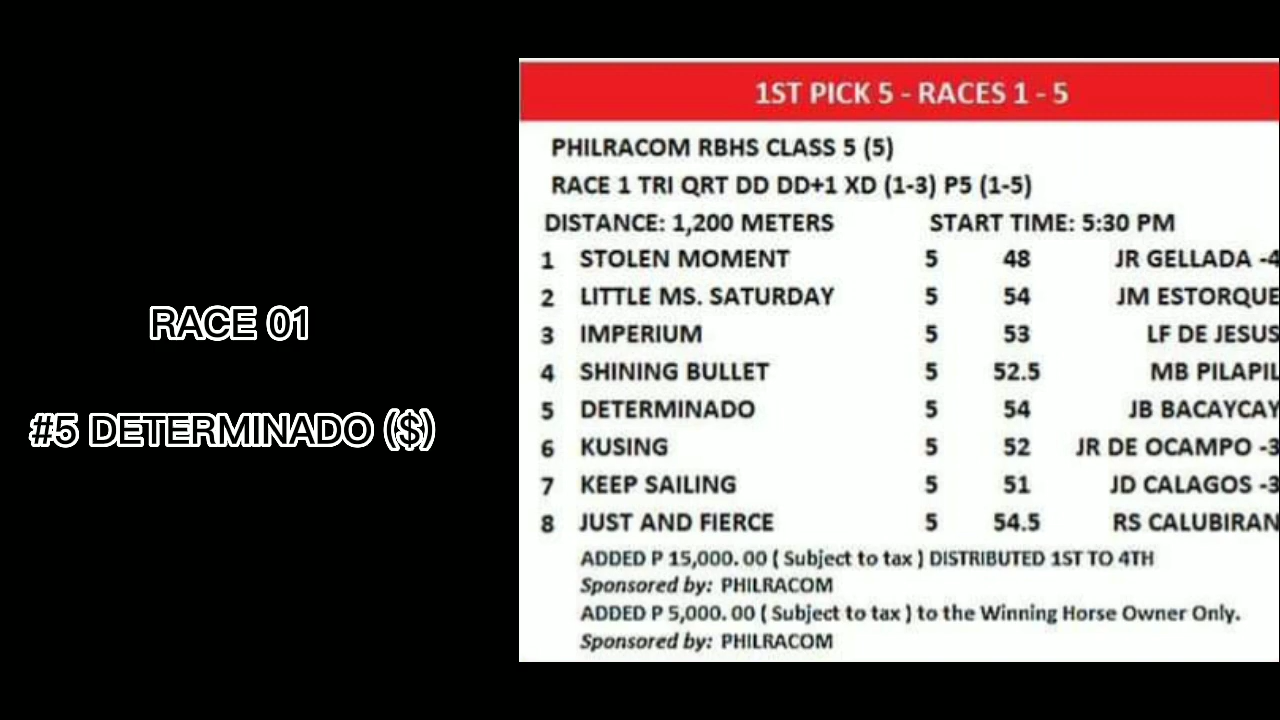 RACE 01
#5 DETERMINADO ($)
1ST PICK 5 - RACES 1 - 5
PHILRACOM RBHS CLASS 5 (5)
RACE 1 TRI QRT DD DD+1 XD (1-3) P5 (1-5)
DISTANCE: 1,200 METERS START TIME: 5:30 PM
1 STOLEN MOMENT 5 48 JR GELLADA -4
2 LITTLE MS. SATURDAY 5 54 JM ESTORQUE
3 IMPERIUM 5 53 LF DE JESUS
4 SHINING BULLET 5 52.5 MB PILAPIL
5 DETERMINADO 5 54 JB BACAYCAY
6 KUSING 5 52 JR DE OCAMPO -3
7 KEEP SAILING 5 51 JD CALAGOS -3
8 JUST AND FIERCE 5 54.5 RS CALUBIRAN
ADDED P 15,000.00 ( Subject to tax ) DISTRIBUTED 1ST TO 4TH
Sponsored by: PHILRACOM
ADDED P 5,000.00 ( Subject to tax ) to the Winning Horse Owner Only.
Sponsored by: PHILRACOM